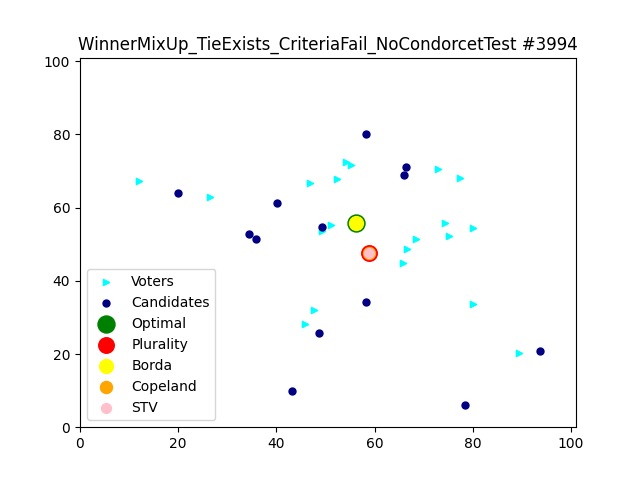 WinnerMixUp_TieExists_CriteriaFail_NoCondorcetTest #3994
100
80
60
40
20
0
Voters
Candidates
Optimal
Plurality
Borda
Copeland
STV
0 20 40 60 80 100